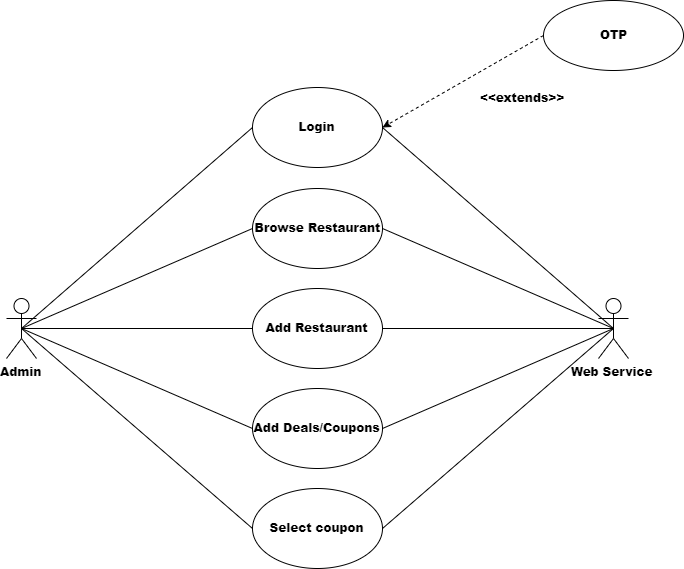 OTP
<<extends>>
Login
Browse Restaurant
Add Restaurant
Admin
Web Service
Add Deals/Coupons
Select coupon